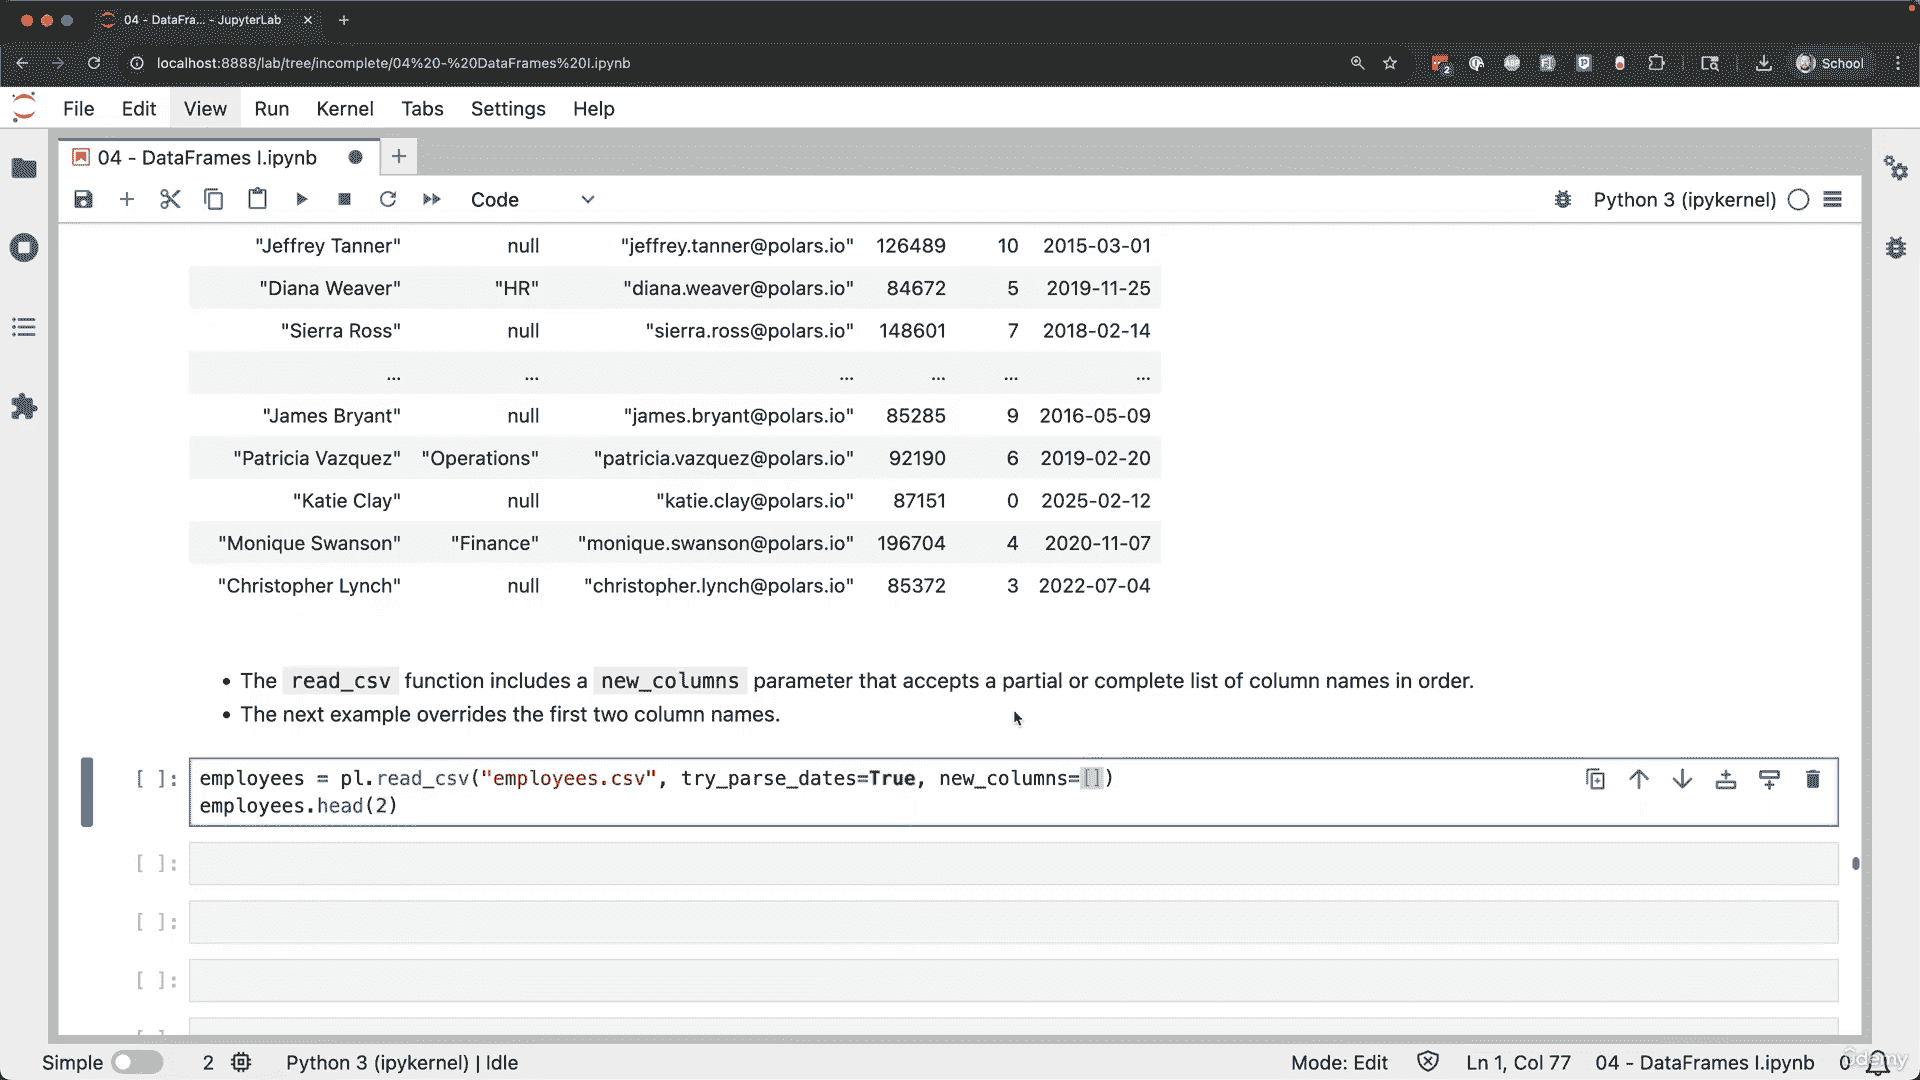 04 - DataFra... - JupyterLab
localhost:8888/lab/tree/incomplete/04%20-%20DataFrames%20I.ipynb
2
School
File Edit View Run Kernel Tabs Settings Help
04 - DataFrames I.ipynb
Code
Python 3 (ipykernel)
"Jeffrey Tanner" null "jeffrey.tanner@polars.io" 126489 10 2015-03-01
"Diana Weaver" "HR" "diana.weaver@polars.io" 84672 5 2019-11-25
"Sierra Ross" null "sierra.ross@polars.io" 148601 7 2018-02-14
… … … … … …
"James Bryant" null "james.bryant@polars.io" 85285 9 2016-05-09
"Patricia Vazquez" "Operations" "patricia.vazquez@polars.io" 92190 6 2019-02-20
"Katie Clay" null "katie.clay@polars.io" 87151 0 2025-02-12
"Monique Swanson" "Finance" "monique.swanson@polars.io" 196704 4 2020-11-07
"Christopher Lynch" null "christopher.lynch@polars.io" 85372 3 2022-07-04
• The read_csv function includes a new_columns parameter that accepts a partial or complete list of column names in order.
• The next example overrides the first two column names.
[ ]: employees = pl.read_csv("employees.csv", try_parse_dates=True, new_columns=[])
employees.head(2)
[ ]:
[ ]:
[ ]:
Simple 2 Python 3 (ipykernel) | Idle Mode: Edit Ln 1, Col 77 04 - DataFrames I.ipynb 0
udemy